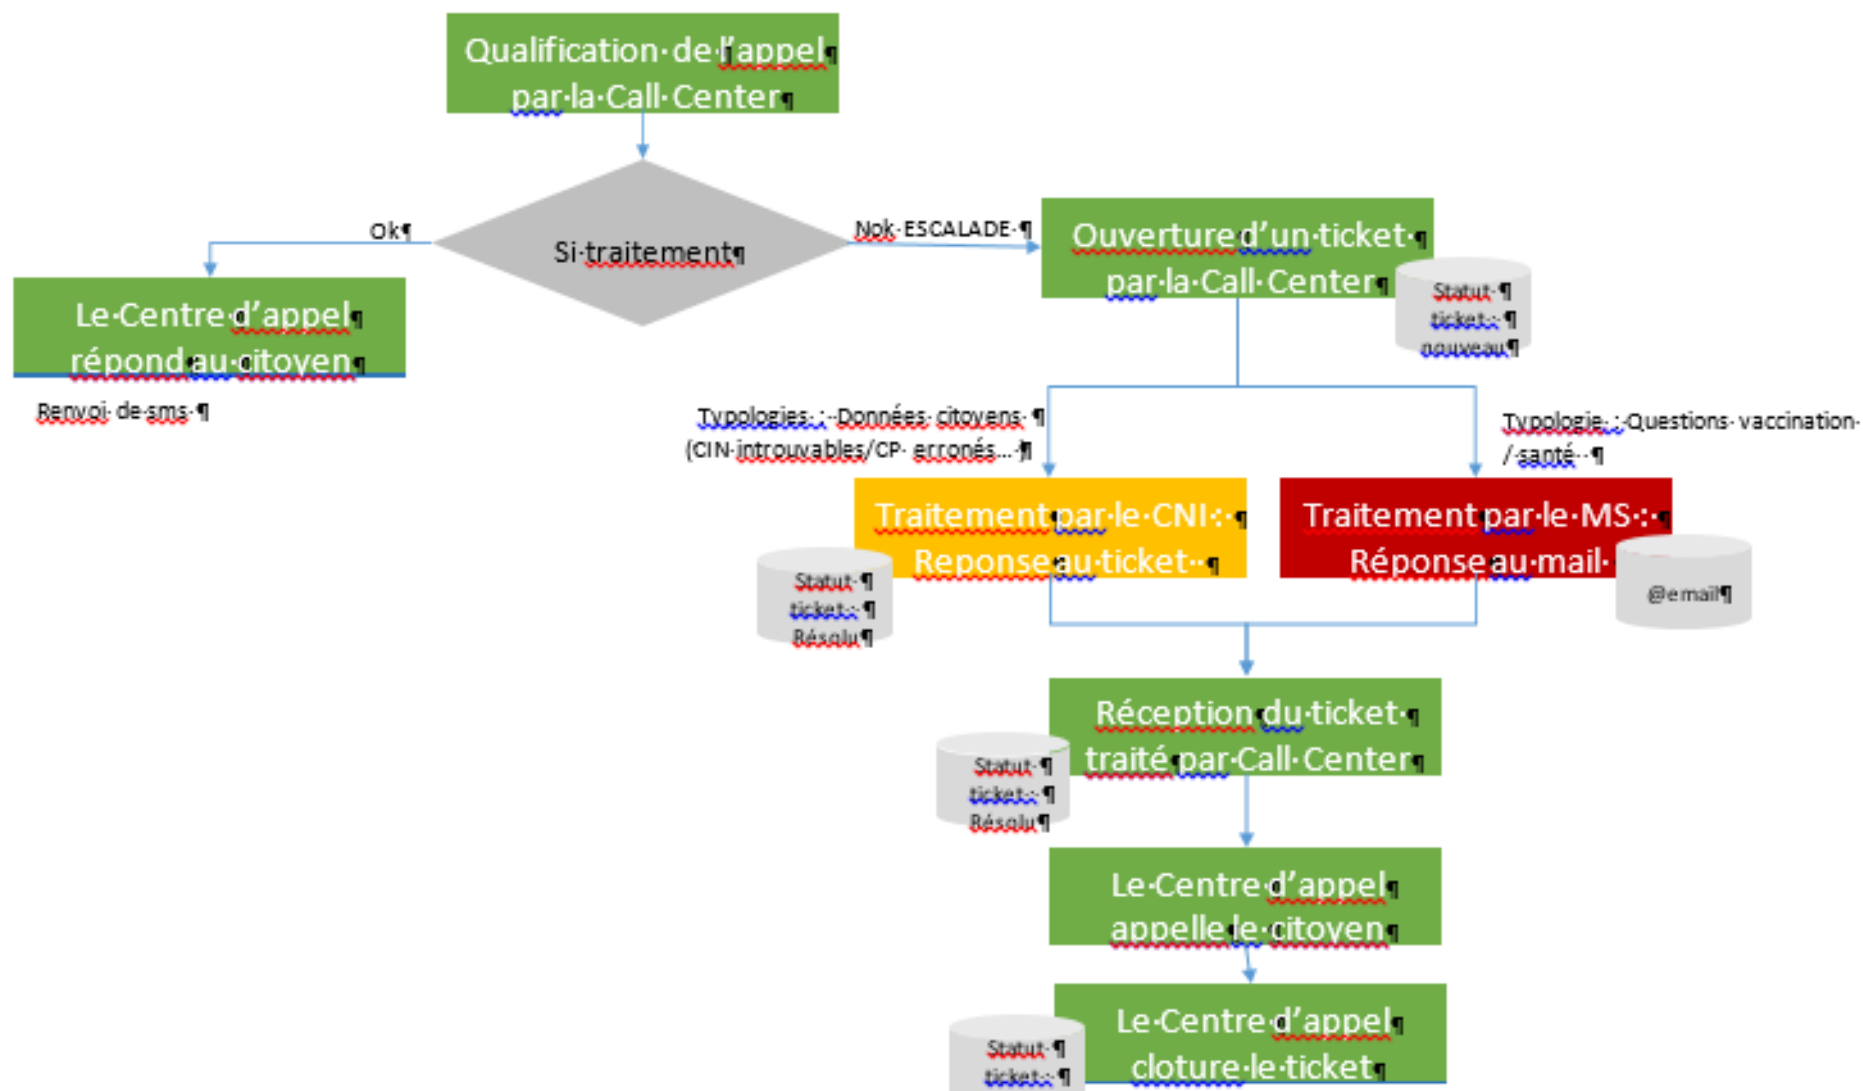 Qualification de l'appel
par la Call Center
Si traitement
Ok
Nok ESCALADE
Ouverture d'un ticket
par la Call Center
Statut
ticket :
nouveau
Le Centre d'appel
répond au citoyen
Renvoi de sms
Typologies : Données citoyens
(CIN introuvables/CP erronés... )
Typologie : Questions vaccination
/ santé
Traitement par le CNI :
Reponse au ticket
Statut
ticket :
Résolu
Traitement par le MS :
Réponse au mail
@email
Réception du ticket
traité par Call Center
Statut
ticket :
Résolu
Le Centre d'appel
appelle le citoyen
Le Centre d'appel
cloture le ticket
Statut
ticket :